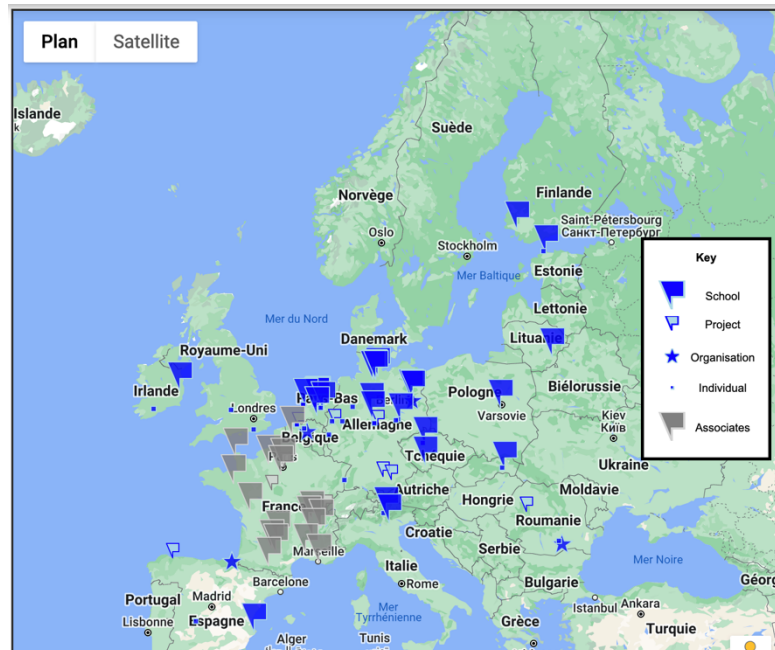 Plan Satellite
Islande
k
Suède
Norvège
Finlande
Oslo
Saint-Pétersbourg
Санкт-Петербург
Stockholm
Estonie
Mer Baltique
Lettonie
Mer du Nord
Danemark
Lituanie
Royaume-Uni
Irlande
Biélorussie
Pologne
Varsovie
Londres
Allemagne
Belgique
Kiev
Київ
Tchéquie
Ukraine
Autriche
Moldavie
Hongrie
France
Roumanie
Croatie
Serbie
Marseille
Italie
Mer Noire
Bulgarie
Géorg
Barcelone
Rome
Portugal
Madrid
Istanbul
Ankara
Espagne
Mer
Tyrrhénienne
Lisbonne
Grèce
Turquie
Alger
Tunis
Key
School
Project
Organisation
Individual
Associates